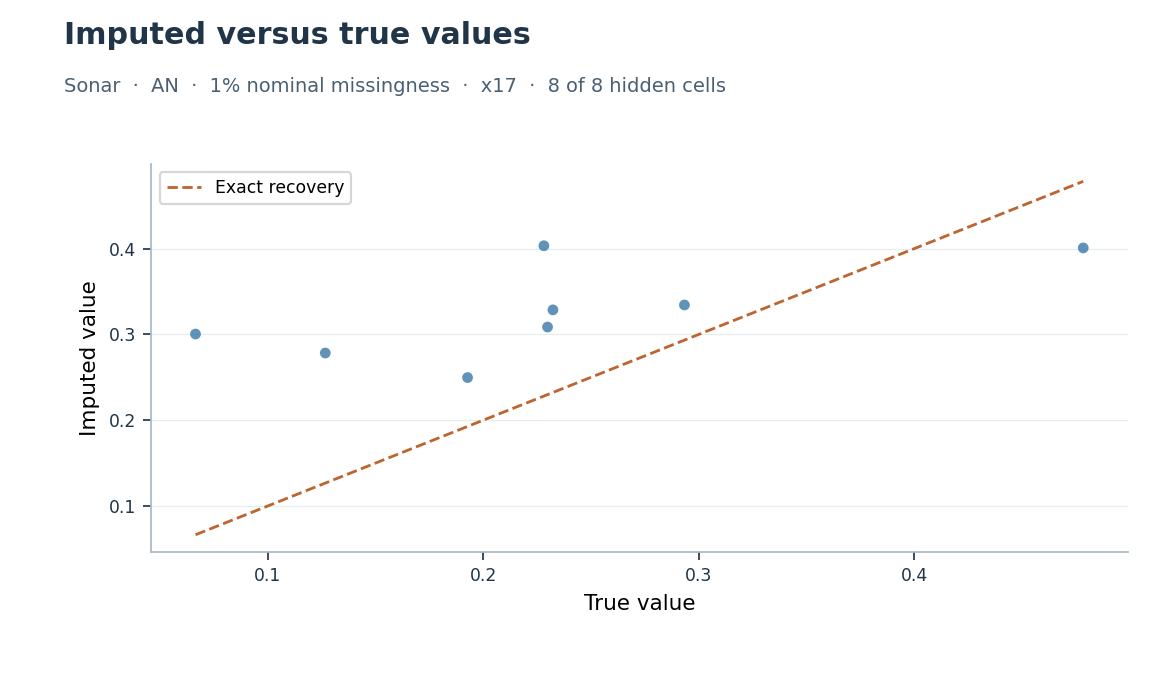 Imputed versus true values
Sonar · AN · 1% nominal missingness · x17 · 8 of 8 hidden cells
Exact recovery
0.4
0.3
0.2
0.1
Imputed value
0.1
0.2
0.3
0.4
True value